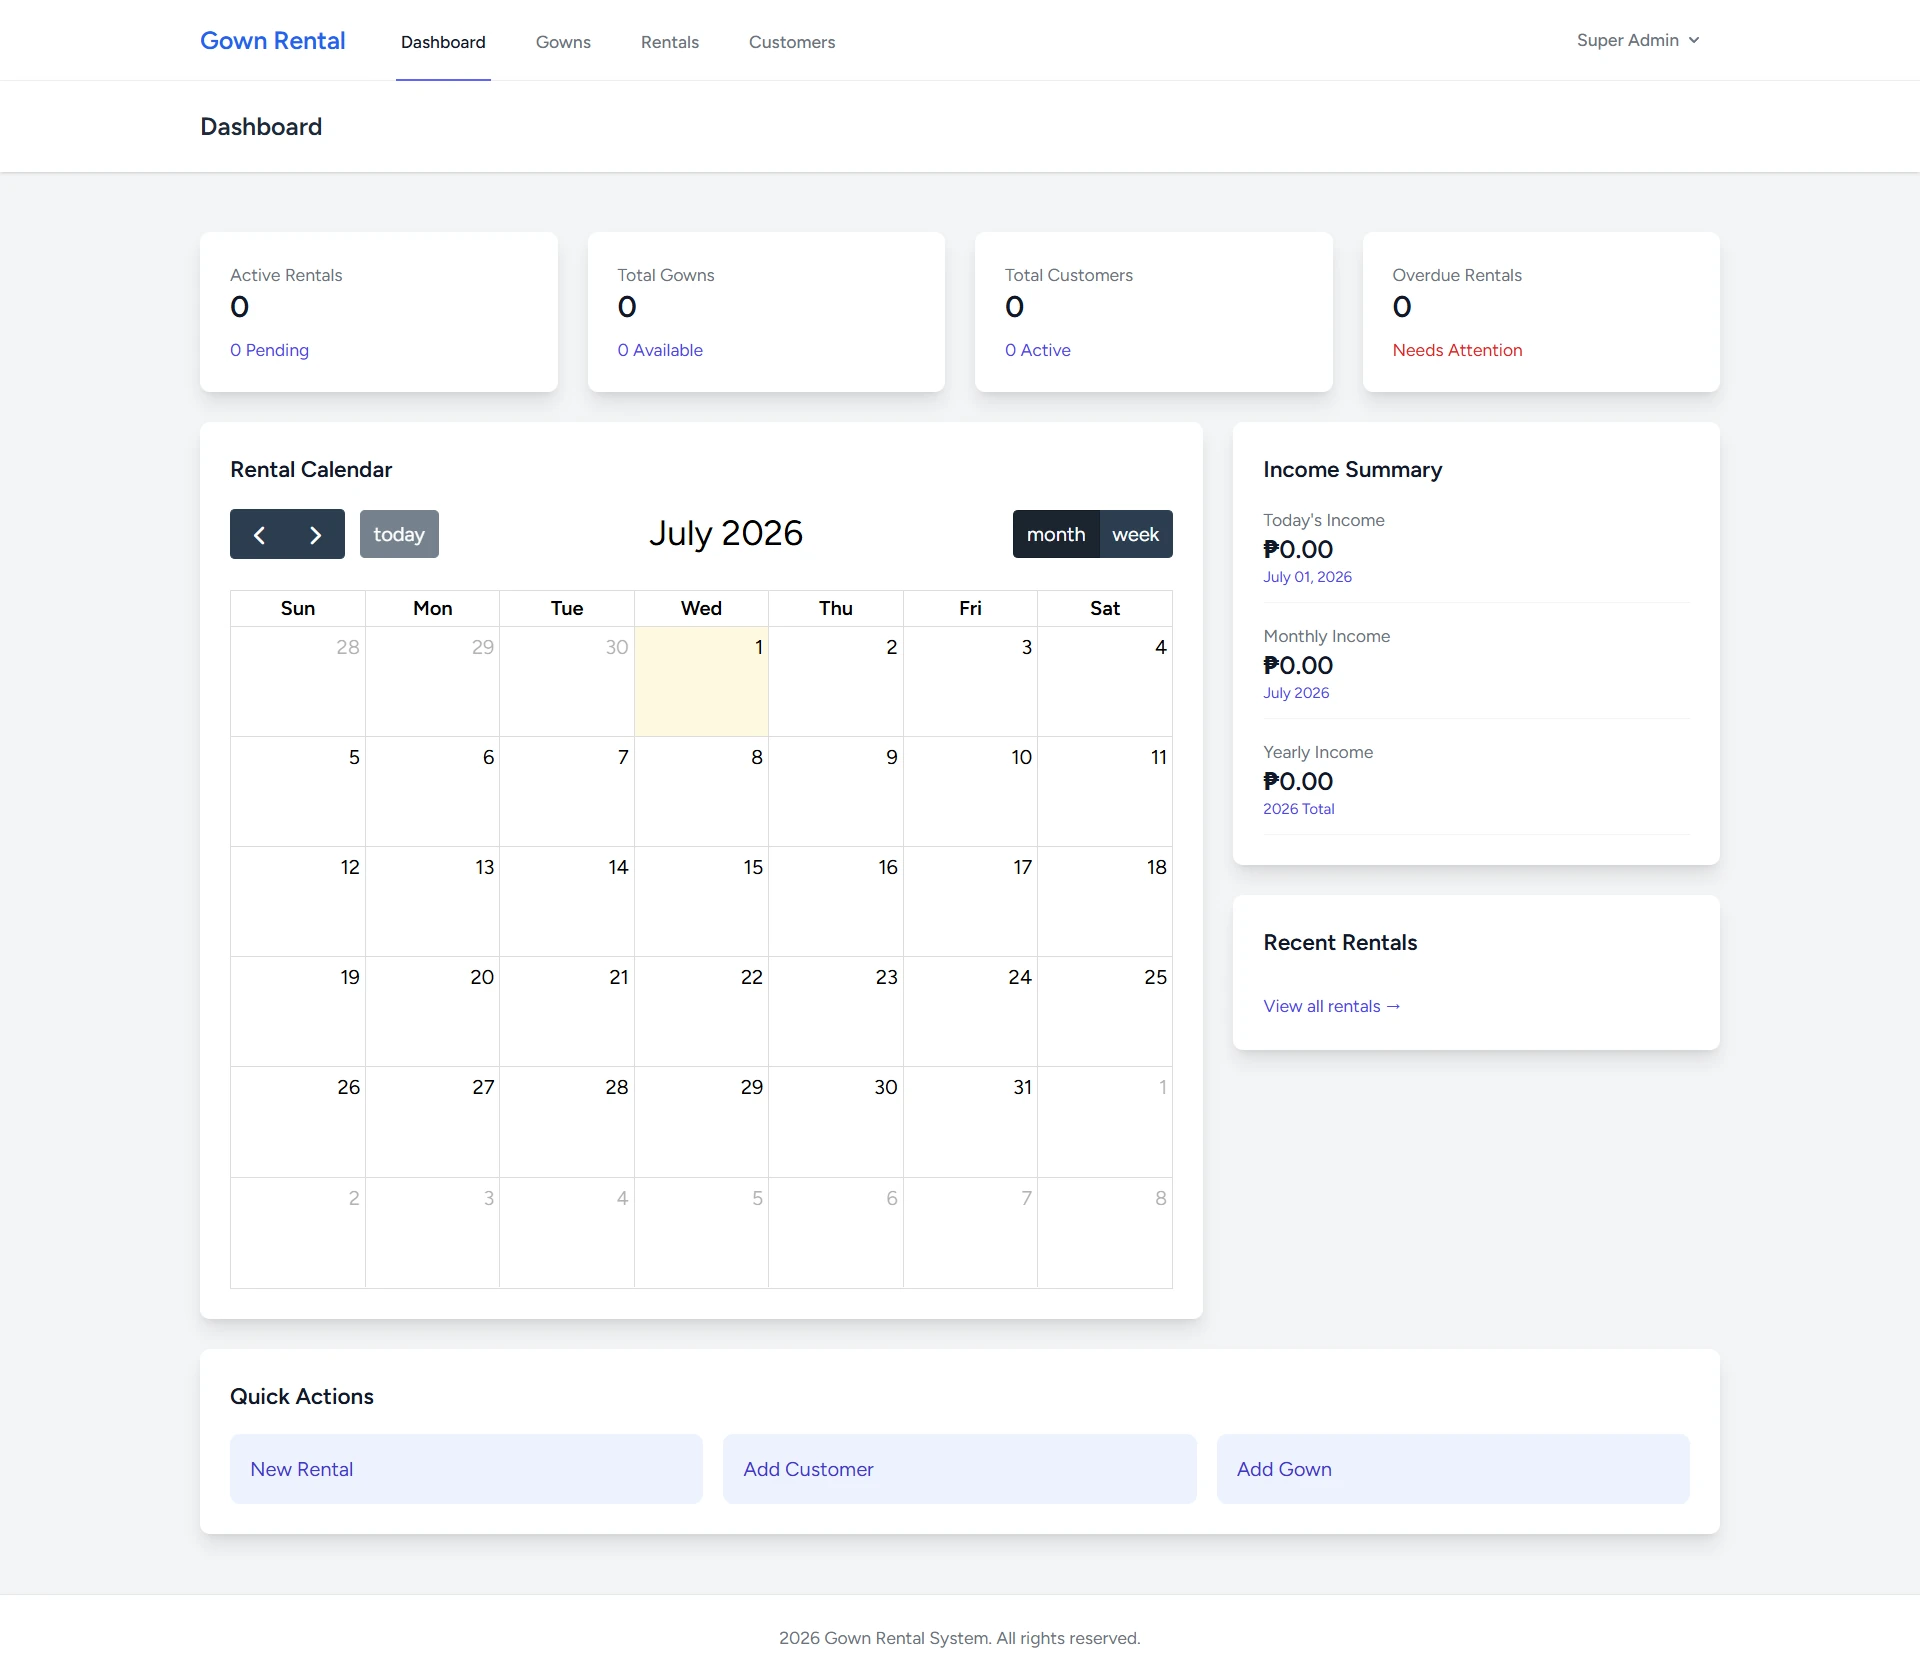 Gown Rental Dashboard Gowns Rentals Customers Super Admin
Dashboard
Active Rentals
0
0 Pending
Total Gowns
0
0 Available
Total Customers
0
0 Active
Overdue Rentals
0
Needs Attention
Rental Calendar
today July 2026 month week
Sun Mon Tue Wed Thu Fri Sat
28 29 30 1 2 3 4
5 6 7 8 9 10 11
12 13 14 15 16 17 18
19 20 21 22 23 24 25
26 27 28 29 30 31 1
2 3 4 5 6 7 8
Income Summary
Today's Income
₱0.00
July 01, 2026
Monthly Income
₱0.00
July 2026
Yearly Income
₱0.00
2026 Total
Recent Rentals
View all rentals →
Quick Actions
New Rental
Add Customer
Add Gown
2026 Gown Rental System. All rights reserved.